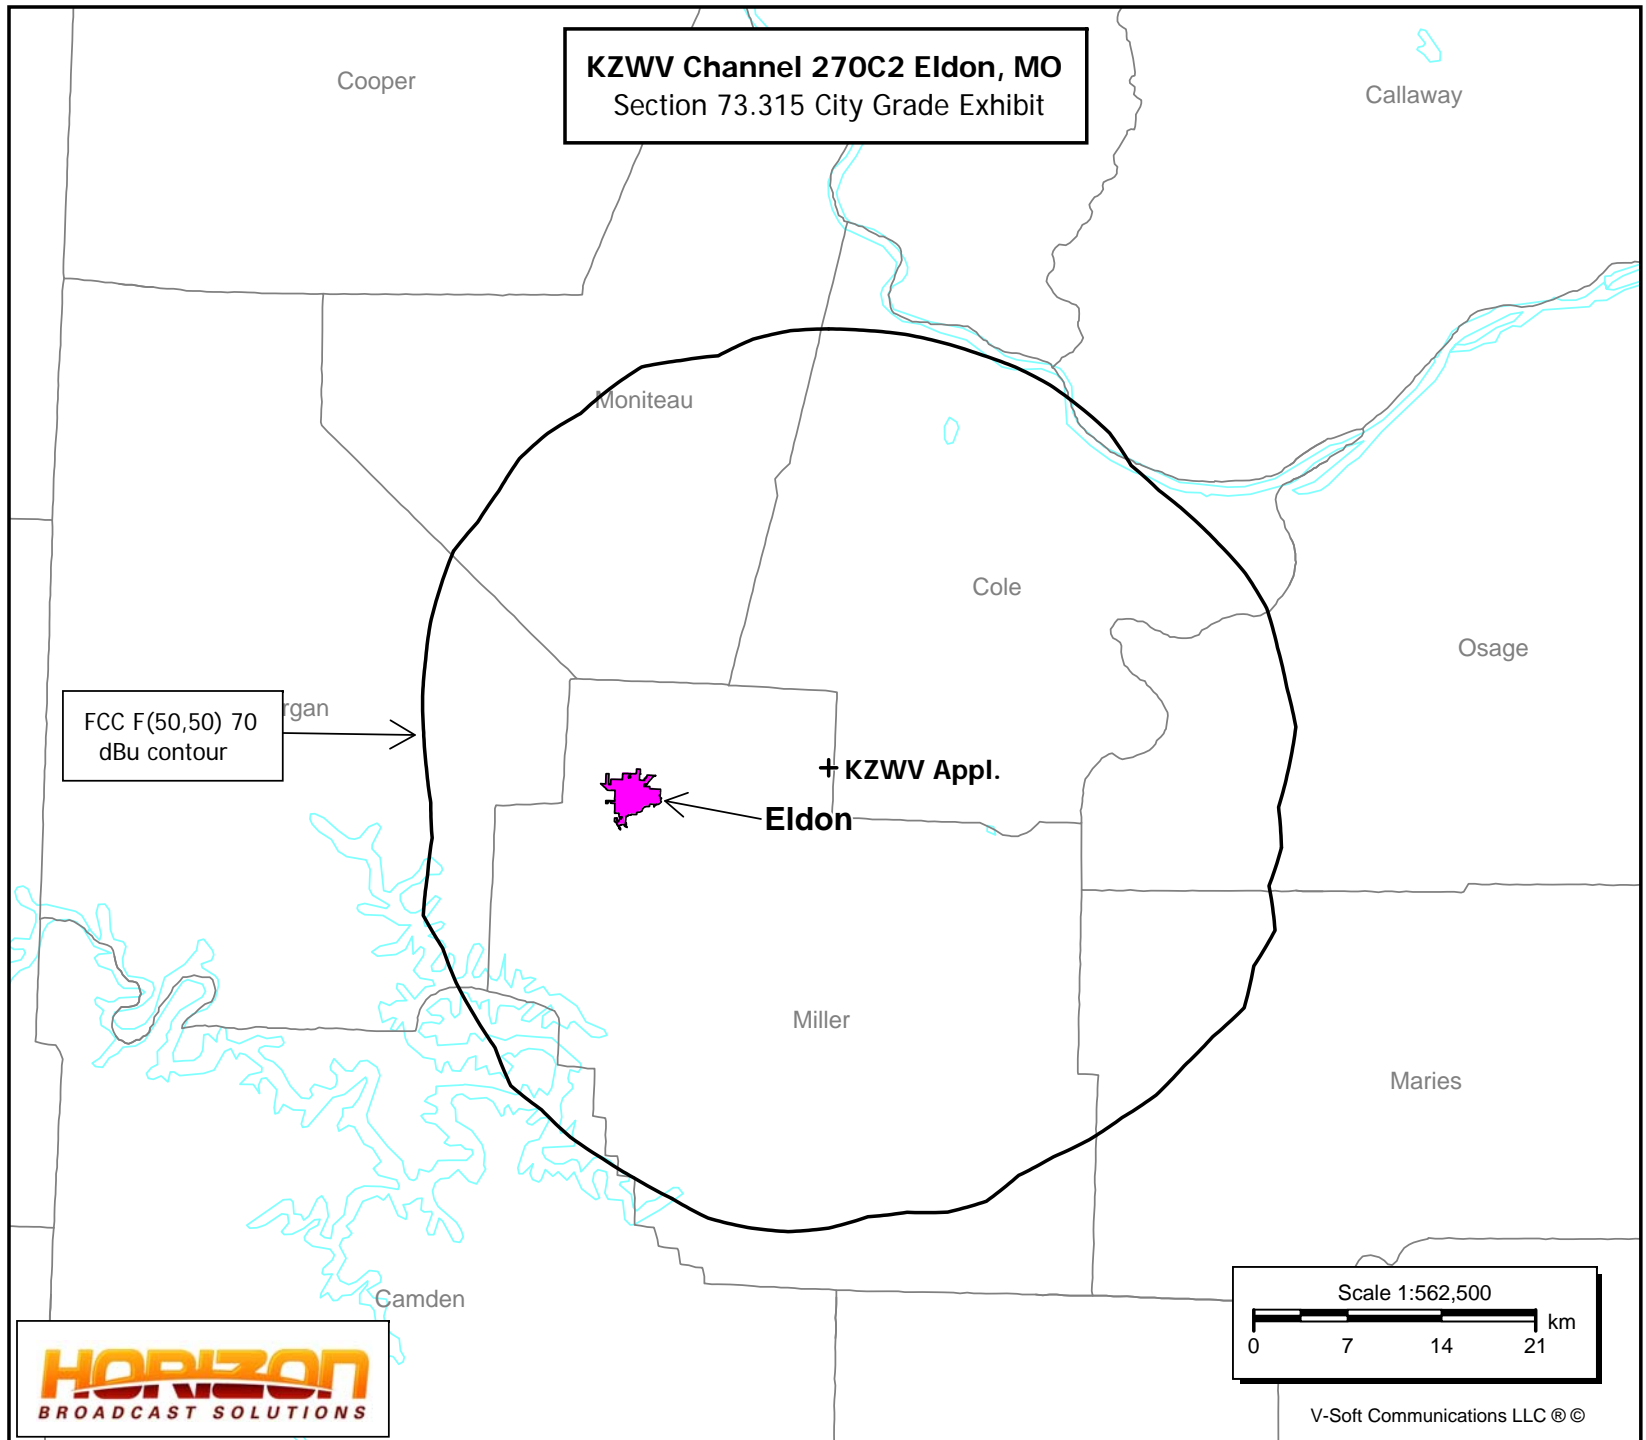 KZWV Channel 270C2 Eldon, MO
Section 73.315 City Grade Exhibit
Cooper
Callaway
Moniteau
Cole
Osage
rgan
FCC F(50,50) 70
dBu contour
KZWV Appl.
Eldon
Miller
Maries
Camden
Scale 1:562,500
km
0 7 14 21
HORIZON
BROADCAST SOLUTIONS
V-Soft Communications LLC ® ©